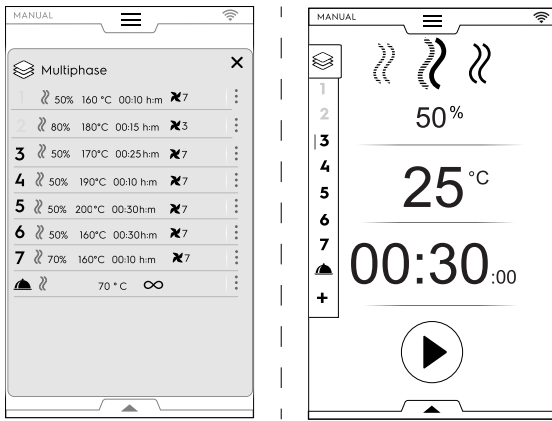 MANUAL
Multiphase
1 50% 160 °C 00:10 h:m 7
2 80% 180°C 00:15 h:m 3
3 50% 170°C 00:25h:m 7
4 50% 190°C 00:10 h:m 7
5 50% 200°C 00:30h:m 7
6 50% 160°C 00:30h:m 7
7 70% 160°C 00:10 h:m 7
70 °C ∞
MANUAL
1
2
3
4
5
6
7
+
50%
25 °C
00:30:00